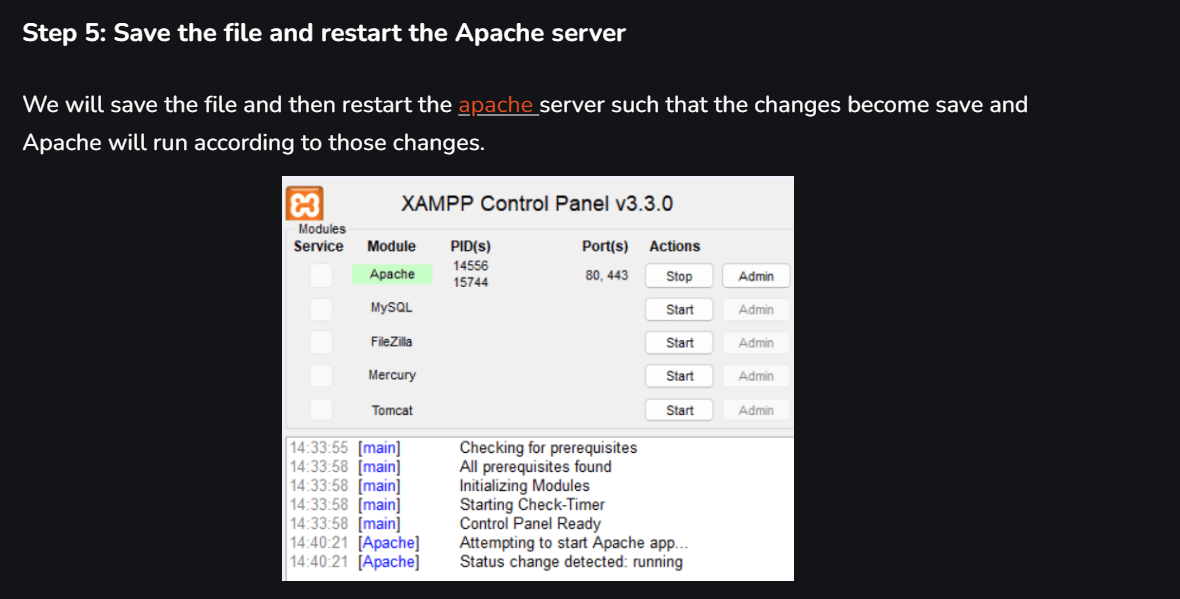 Step 5: Save the file and restart the Apache server
We will save the file and then restart the apache server such that the changes become save and
Apache will run according to those changes.
XAMPP Control Panel v3.3.0
Modules
Service Module PID(s) Port(s) Actions
Apache 14556 15744 80, 443 Stop Admin
MySQL Start Admin
FileZilla Start Admin
Mercury Start Admin
Tomcat Start Admin
14:33:55 [main] Checking for prerequisites
14:33:58 [main] All prerequisites found
14:33:58 [main] Initializing Modules
14:33:58 [main] Starting Check-Timer
14:33:58 [main] Control Panel Ready
14:40:21 [Apache] Attempting to start Apache app...
14:40:21 [Apache] Status change detected: running